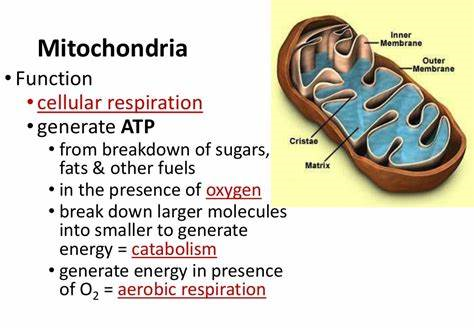 Mitochondria
• Function
• cellular respiration
• generate ATP
• from breakdown of sugars,
fats & other fuels
• in the presence of oxygen
• break down larger molecules
into smaller to generate
energy = catabolism
• generate energy in presence
of O₂ = aerobic respiration
Inner
Membrane
Outer
Membrane
Cristae
Matrix